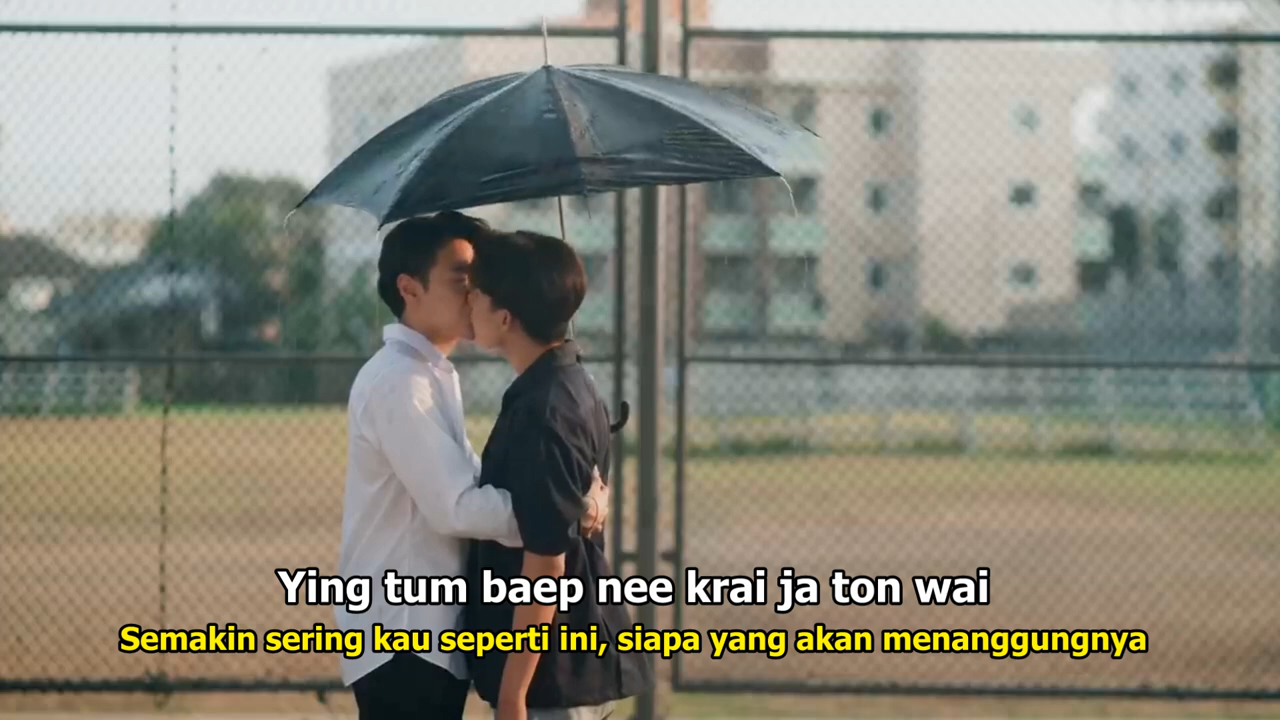 Ying tum baep nee krai ja ton wai
Semakin sering kau seperti ini, siapa yang akan menanggungnya